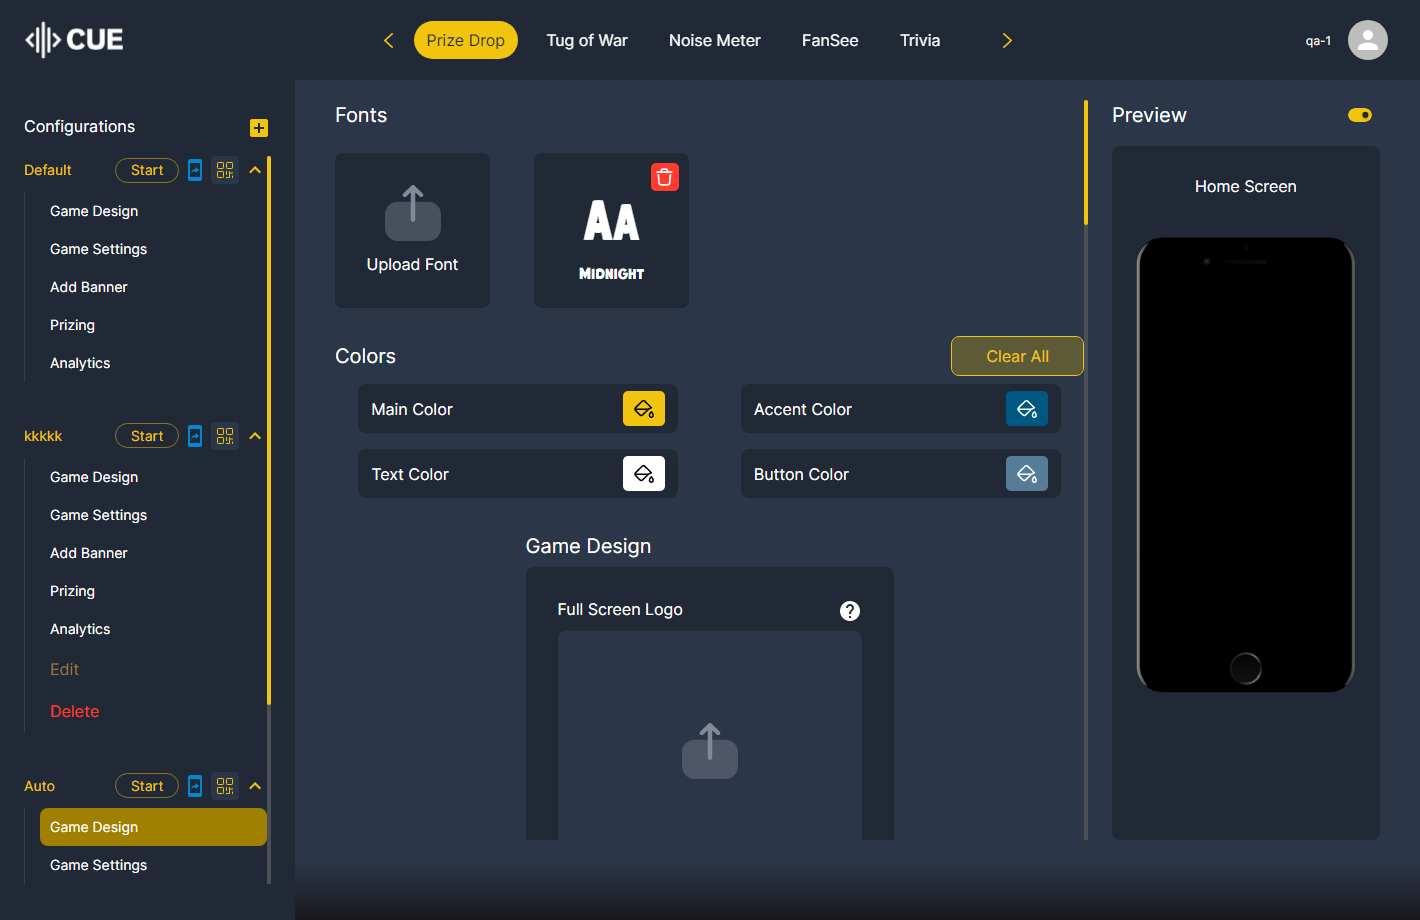 CUE
Prize Drop
Tug of War
Noise Meter
FanSee
Trivia
qa-1
Configurations
Default
Start
Game Design
Game Settings
Add Banner
Prizing
Analytics
kkkkk
Start
Game Design
Game Settings
Add Banner
Prizing
Analytics
Edit
Delete
Auto
Start
Game Design
Game Settings
Fonts
Upload Font
AA
MIDNIGHT
Colors
Clear All
Main Color
Accent Color
Text Color
Button Color
Game Design
Full Screen Logo
?
Preview
Home Screen